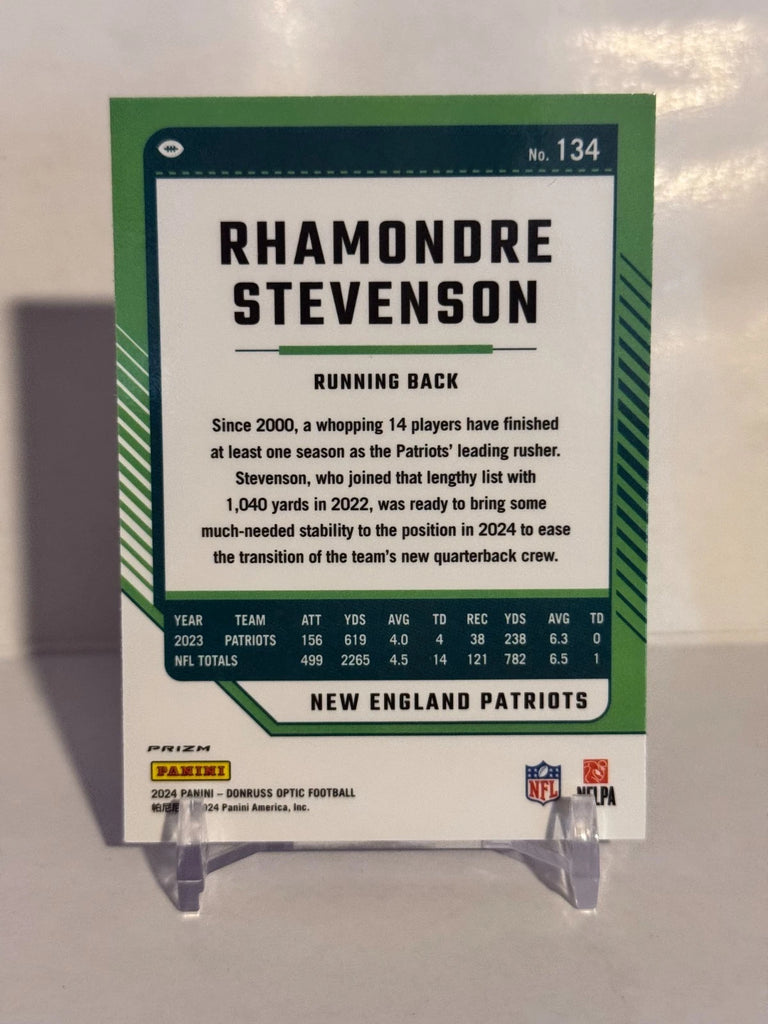 No. 134
RHAMONDRE
STEVENSON
RUNNING BACK
Since 2000, a whopping 14 players have finished
at least one season as the Patriots' leading rusher.
Stevenson, who joined that lengthy list with
1,040 yards in 2022, was ready to bring some
much-needed stability to the position in 2024 to ease
the transition of the team's new quarterback crew.
YEAR TEAM ATT YDS AVG TD REC YDS AVG TD
2023 PATRIOTS 156 619 4.0 4 38 238 6.3 0
NFL TOTALS 499 2265 4.5 14 121 782 6.5 1
NEW ENGLAND PATRIOTS
PRIZM
PANINI
2024 PANINI – DONRUSS OPTIC FOOTBALL
帕尼尼 024 Panini America, Inc.
NFL
NFLPA